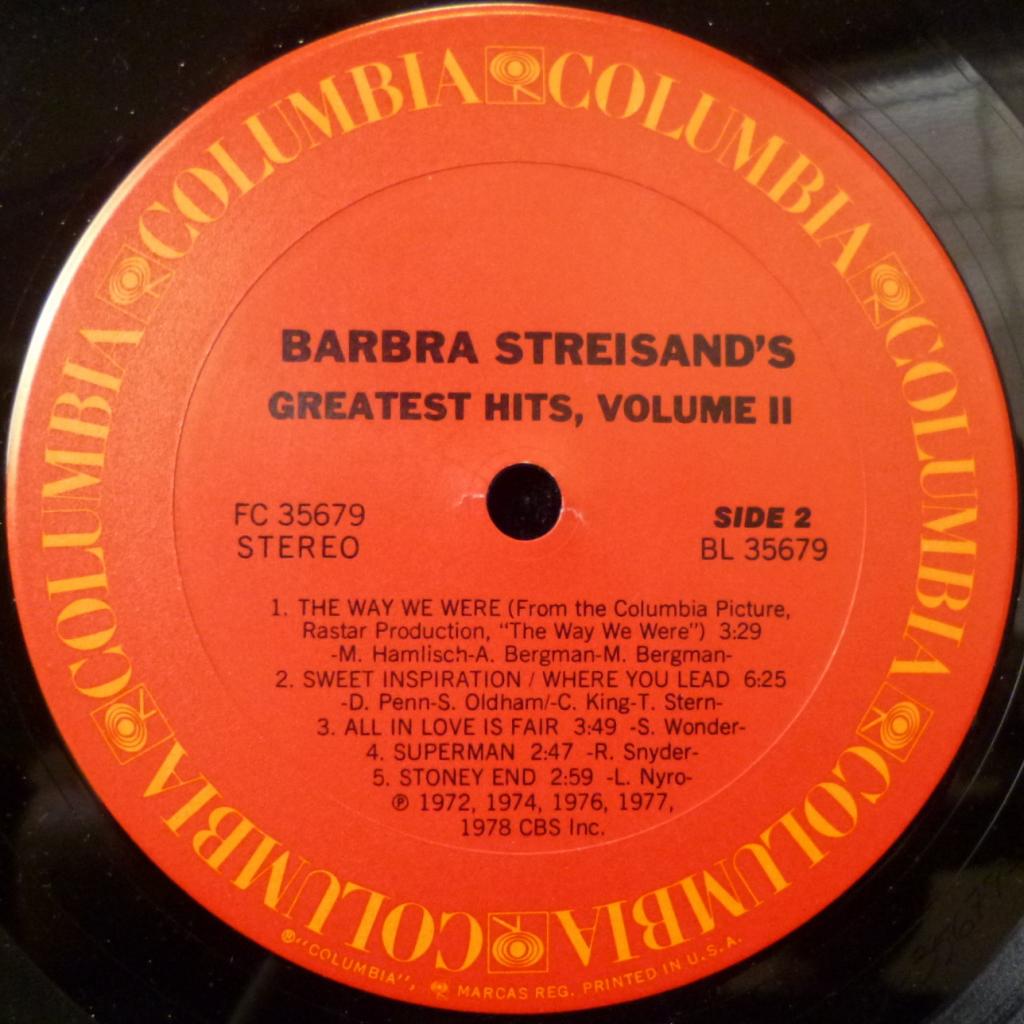 COLUMBIA COLUMBIA COLUMBIA COLUMBIA COLUMBIA COLUMBIA
BARBRA STREISAND'S
GREATEST HITS, VOLUME II
FC 35679
STEREO
SIDE 2
BL 35679
1. THE WAY WE WERE (From the Columbia Picture,
Rastar Production, "The Way We Were") 3:29
-M. Hamlisch-A. Bergman-M. Bergman-
2. SWEET INSPIRATION / WHERE YOU LEAD 6:25
-D. Penn-S. Oldham/-C. King-T. Stern-
3. ALL IN LOVE IS FAIR 3:49 -S. Wonder-
4. SUPERMAN 2:47 -R. Snyder-
5. STONEY END 2:59 -L. Nyro-
℗ 1972, 1974, 1976, 1977,
1978 CBS Inc.
® "COLUMBIA", MARCAS REG. PRINTED IN U.S.A.